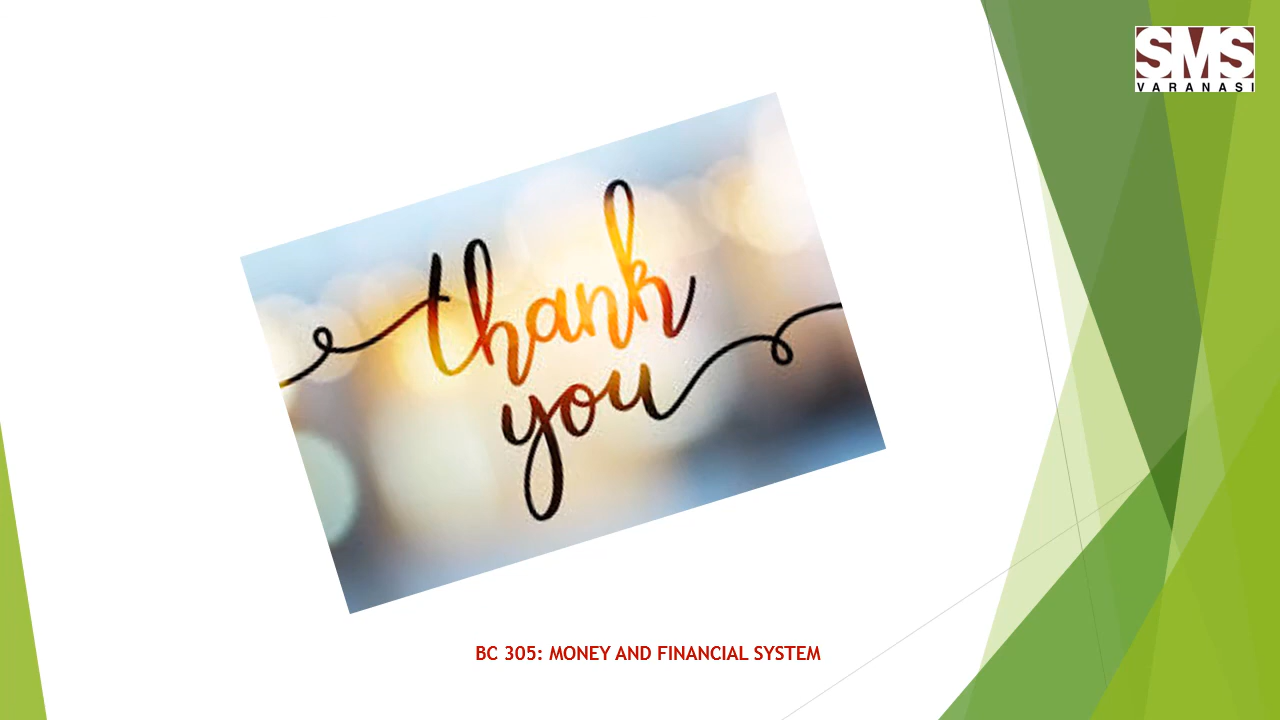 SMS
VARANASI
thank
you
BC 305: MONEY AND FINANCIAL SYSTEM